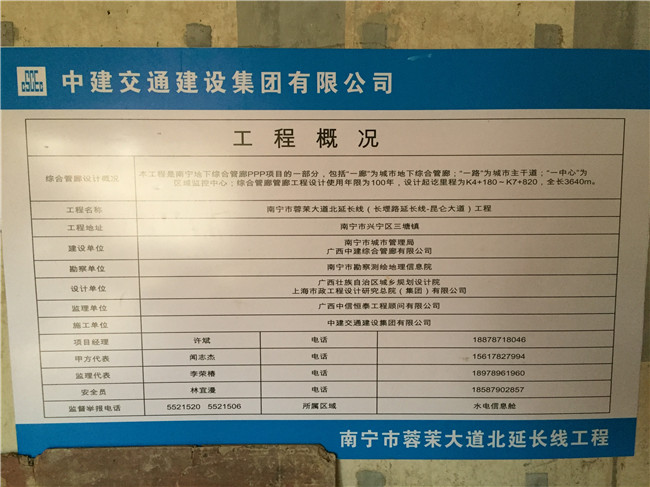 中建交通建设集团有限公司
工程概况
综合管廊设计概况 本工程是南宁地下综合管廊PPP项目的一部分，包括“一廊”为城市地下综合管廊；“一路”为城市主干道；“一中心”为
区域监控中心；综合管廊管廊工程设计使用年限为100年，设计起讫里程为K4+180～K7+820，全长3640m。
工程名称 南宁市蓉茉大道北延长线（长堽路延长线-昆仑大道）工程
工程地址 南宁市兴宁区三塘镇
建设单位 南宁市城市管理局
广西中建综合管廊有限公司
勘察单位 南宁市勘察测绘地理信息院
设计单位 广西壮族自治区城乡规划设计院
上海市政工程设计研究总院（集团）有限公司
监理单位 广西中信恒泰工程顾问有限公司
施工单位 中建交通建设集团有限公司
项目经理 许斌 电话 18878718046
甲方代表 闻志杰 电话 15617827994
监理代表 李荣椿 电话 18978961960
安全员 林宜漫 电话 18587902857
监督举报电话 5521520 5521506 所属区域 水电信息舱
南宁市蓉茉大道北延长线工程